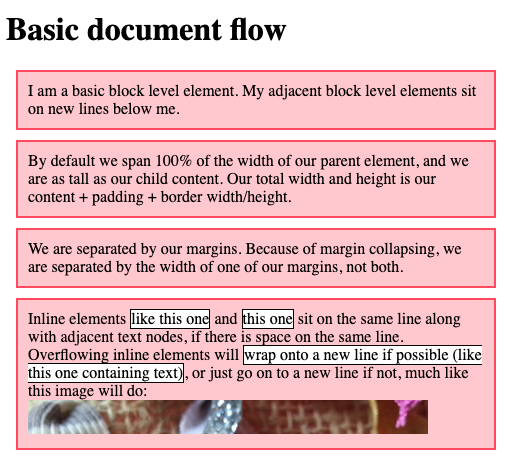 Basic document flow
I am a basic block level element. My adjacent block level elements sit
on new lines below me.
By default we span 100% of the width of our parent element, and we
are as tall as our child content. Our total width and height is our
content + padding + border width/height.
We are separated by our margins. Because of margin collapsing, we
are separated by the width of one of our margins, not both.
Inline elements like this one and this one sit on the same line along
with adjacent text nodes, if there is space on the same line.
Overflowing inline elements will wrap onto a new line if possible (like
this one containing text), or just go on to a new line if not, much like
this image will do: